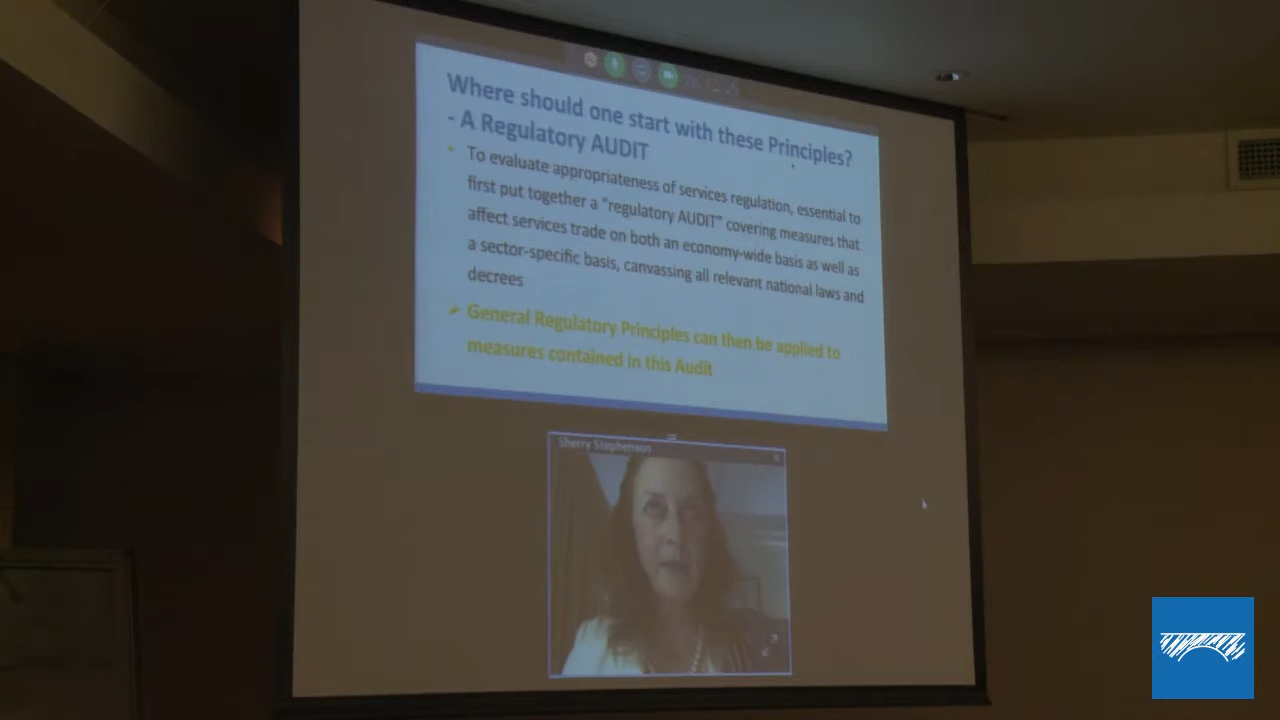 Where should one start with these Principles?
- A Regulatory AUDIT
• To evaluate appropriateness of services regulation, essential to
first put together a "regulatory AUDIT" covering measures that
affect services trade on both an economy-wide basis as well as
a sector-specific basis, canvassing all relevant national laws and
decrees
➤ General Regulatory Principles can then be applied to
measures contained in this Audit
Sherry Stephenson